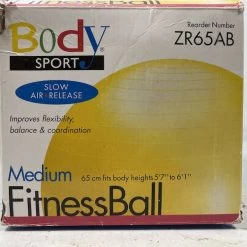 Body
SPORT®
Reorder Number
ZR65AB
SLOW
AIR-RELEASE
Improves flexibility,
balance & coordination
Medium
65 cm fits body heights 5'7" to 6'1"
FitnessBall